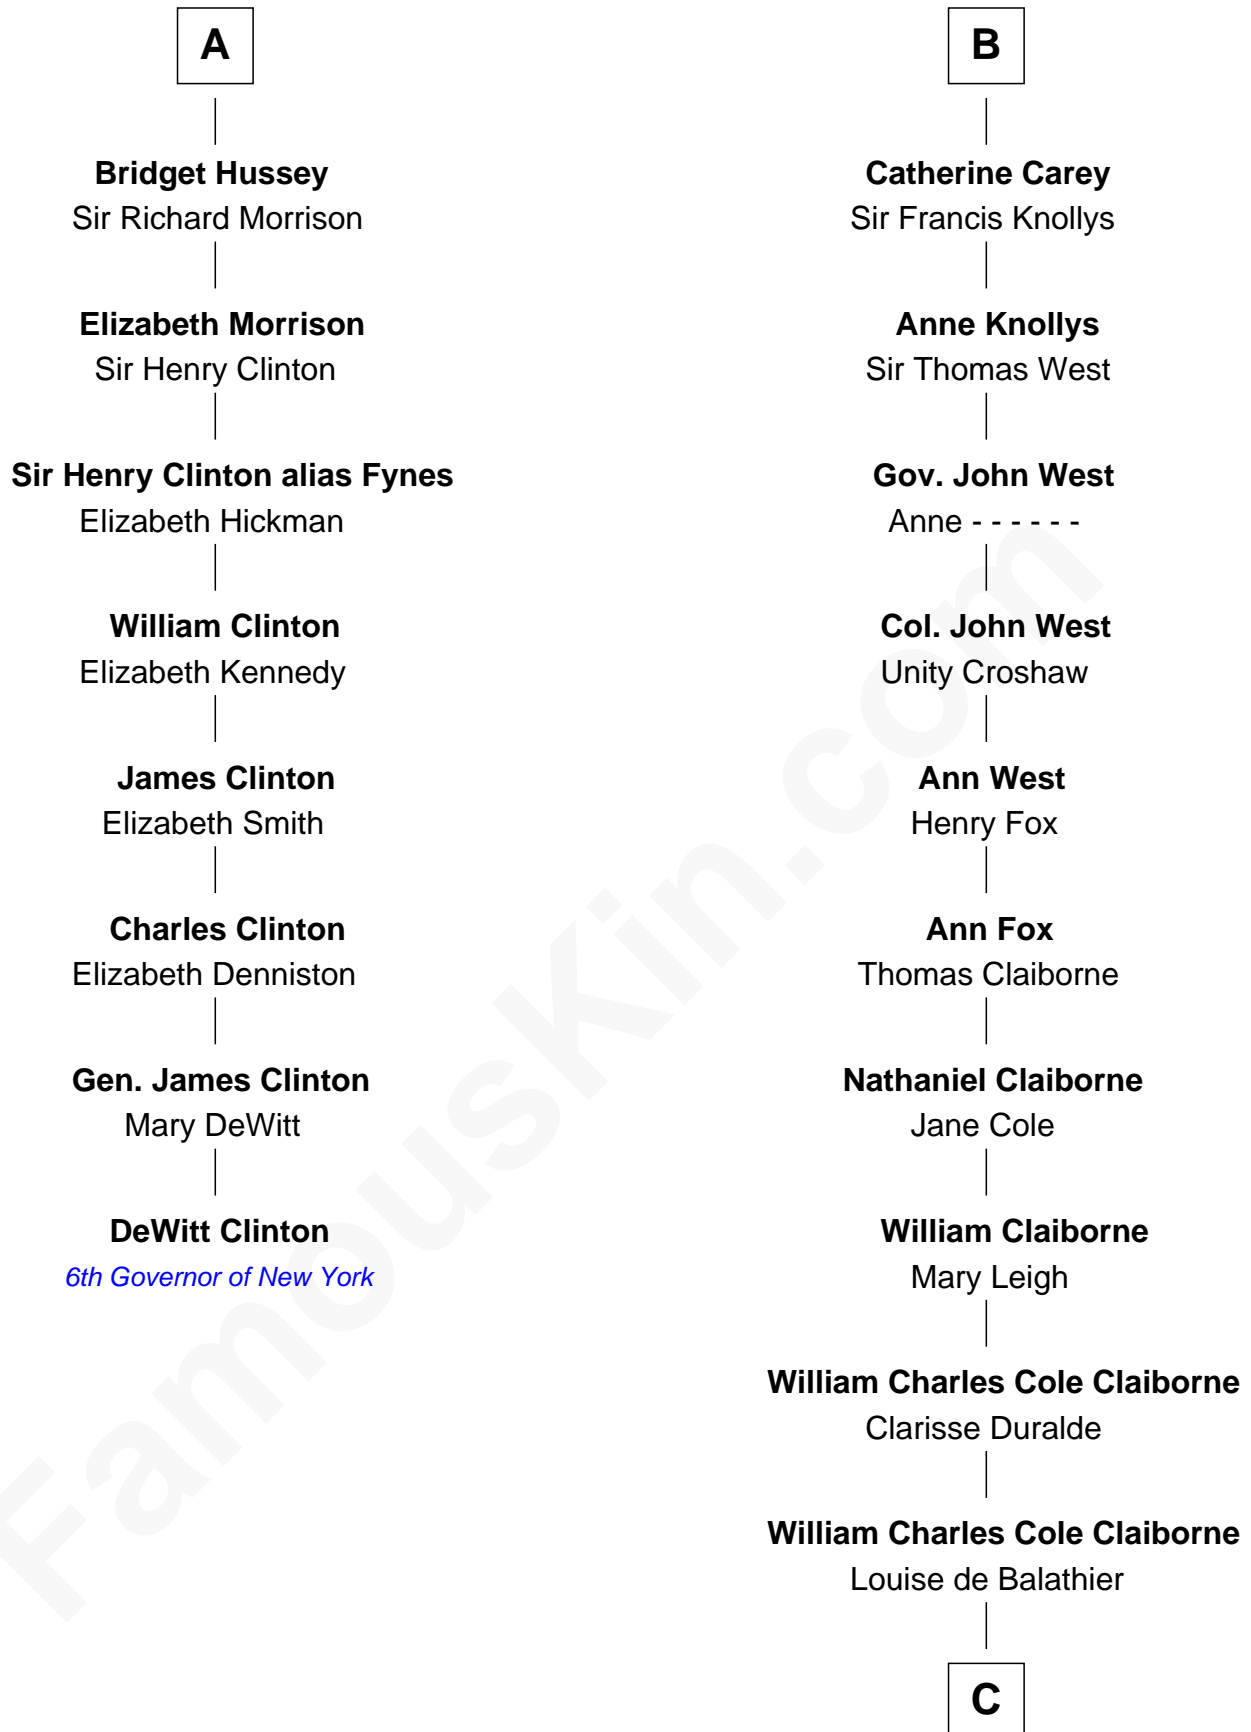 A
Bridget Hussey
Sir Richard Morrison
Elizabeth Morrison
Sir Henry Clinton
Sir Henry Clinton alias Fynes
Elizabeth Hickman
William Clinton
Elizabeth Kennedy
James Clinton
Elizabeth Smith
Charles Clinton
Elizabeth Denniston
Gen. James Clinton
Mary DeWitt
DeWitt Clinton
6th Governor of New York
B
Catherine Carey
Sir Francis Knollys
Anne Knollys
Sir Thomas West
Gov. John West
Anne - - - - - -
Col. John West
Unity Croshaw
Ann West
Henry Fox
Ann Fox
Thomas Claiborne
Nathaniel Claiborne
Jane Cole
William Claiborne
Mary Leigh
William Charles Cole Claiborne
Clarisse Duralde
William Charles Cole Claiborne
Louise de Balathier
C
FamousKin.com